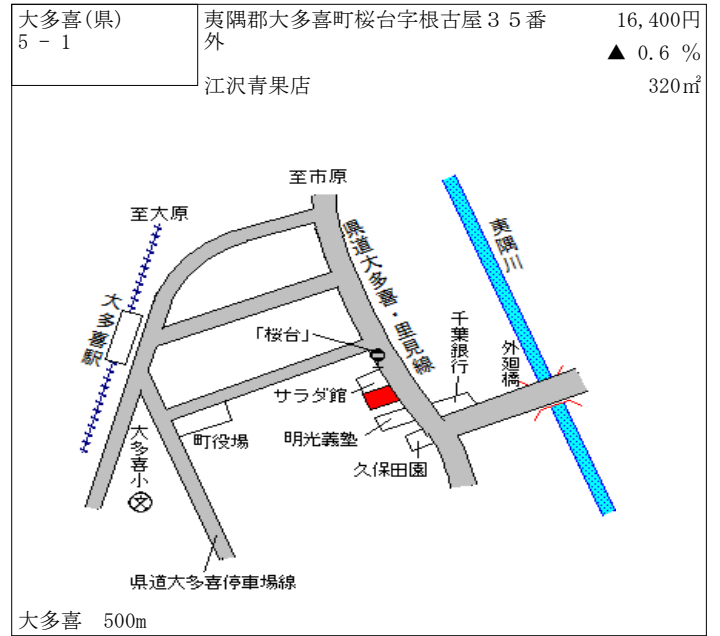 大多喜(県)
5 - 1
夷隅郡大多喜町桜台字根古屋３５番
外
江沢青果店
16,400円
▲ 0.6 %
320㎡
至市原
至大原
県道大多喜・里見線
夷隅川
大多喜駅
「桜台」
千葉銀行
外廻橋
サラダ館
町役場
明光義塾
久保田園
大多喜小
文
県道大多喜停車場線
大多喜 500m